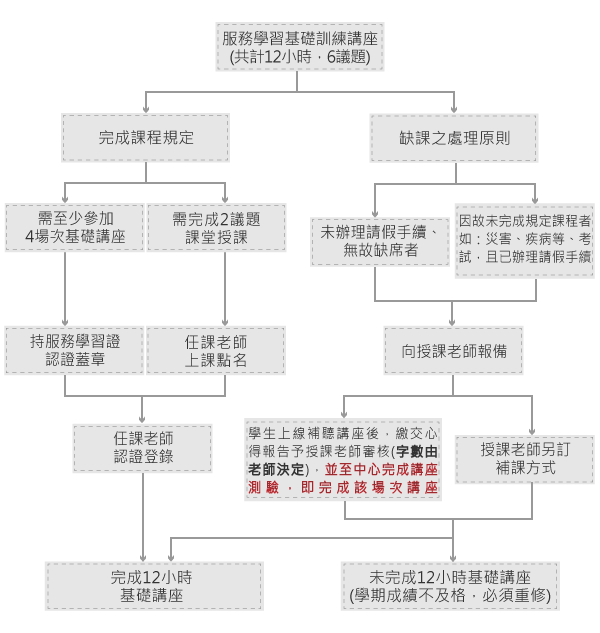 服務學習基礎訓練講座
(共計12小時．6議題)
完成課程規定
缺課之處理原則
需至少參加
4場次基礎講座
需完成2議題
課堂授課
未辦理請假手續、
無故缺席者
因故未完成規定課程者
如：災害、疾病等、考
試．且已辦理請假手續
持服務學習證
認證蓋章
任課老師
上課點名
向授課老師報備
任課老師
認證登錄
學生上線補聽講座後．繳交心
得報告予授課老師審核(字數由
老師決定)．並至中心完成講座
測驗．即完成該場次講座
授課老師另訂
補課方式
完成12小時
基礎講座
未完成12小時基礎講座
(學期成績不及格．必須重修)